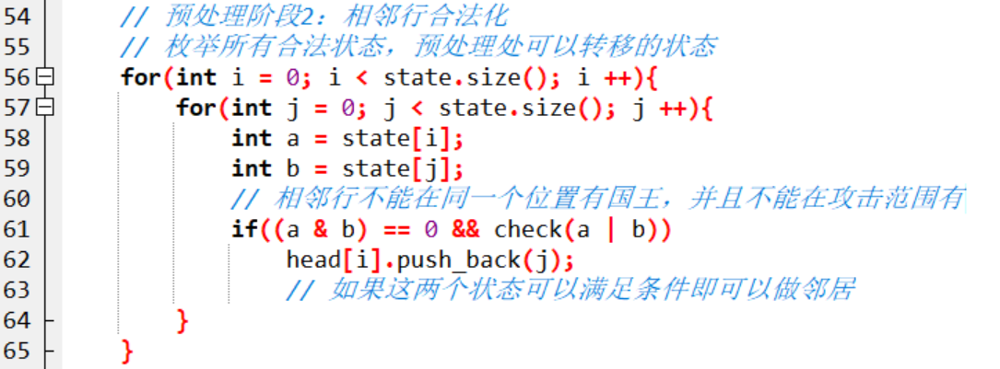 54 // 预处理阶段2：相邻行合法化
55 // 枚举所有合法状态，预处理处可以转移的状态
56 for(int i = 0; i < state.size(); i ++){
57 for(int j = 0; j < state.size(); j ++){
58 int a = state[i];
59 int b = state[j];
60 // 相邻行不能在同一个位置有国王，并且不能在攻击范围有
61 if((a & b) == 0 && check(a | b))
62 head[i].push_back(j);
63 // 如果这两个状态可以满足条件即可以做邻居
64 }
65 }